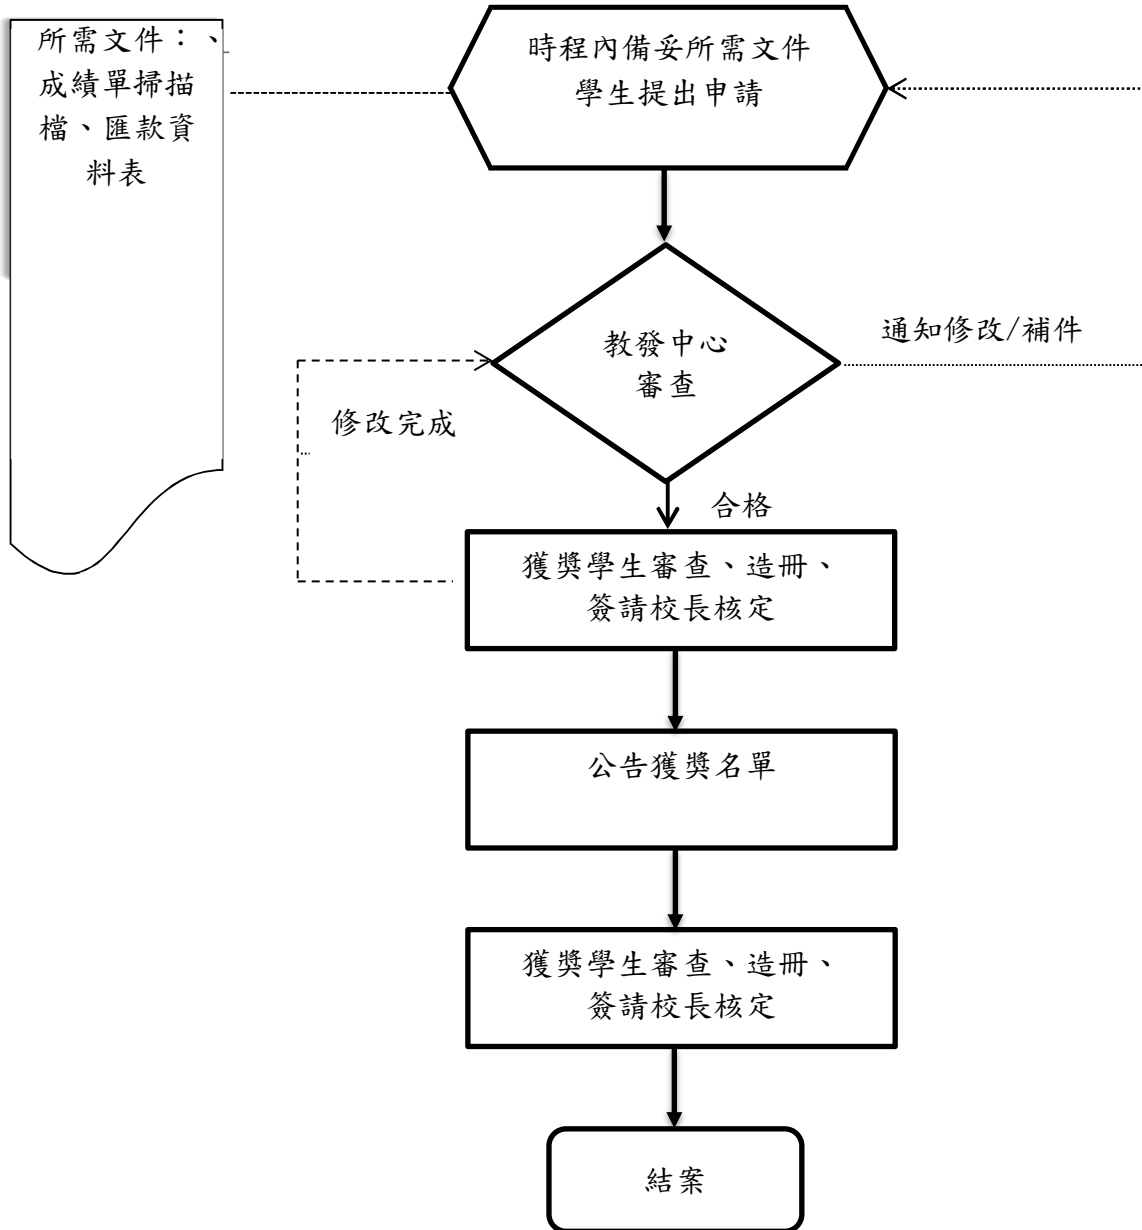 所需文件：、
成績單掃描
檔、匯款資
料表
時程內備妥所需文件
學生提出申請
教發中心
審查
通知修改/補件
修改完成
合格
獲獎學生審查、造冊、
簽請校長核定
公告獲獎名單
獲獎學生審查、造冊、
簽請校長核定
結案